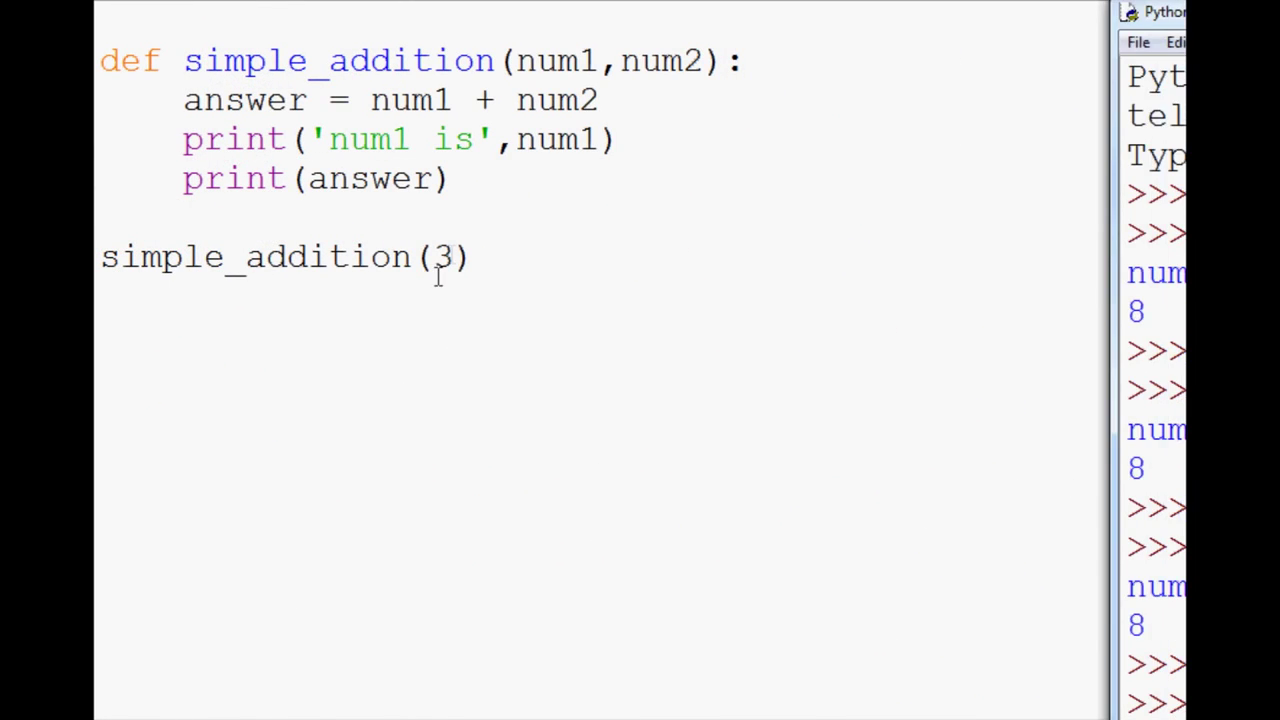 def simple_addition(num1,num2):
    answer = num1 + num2
    print('num1 is',num1)
    print(answer)
simple_addition(3)
Python
File Edi
Pyt
tel
Typ
>>>
>>>
num
8
>>>
>>>
num
8
>>>
>>>
num
8
>>>
>>>